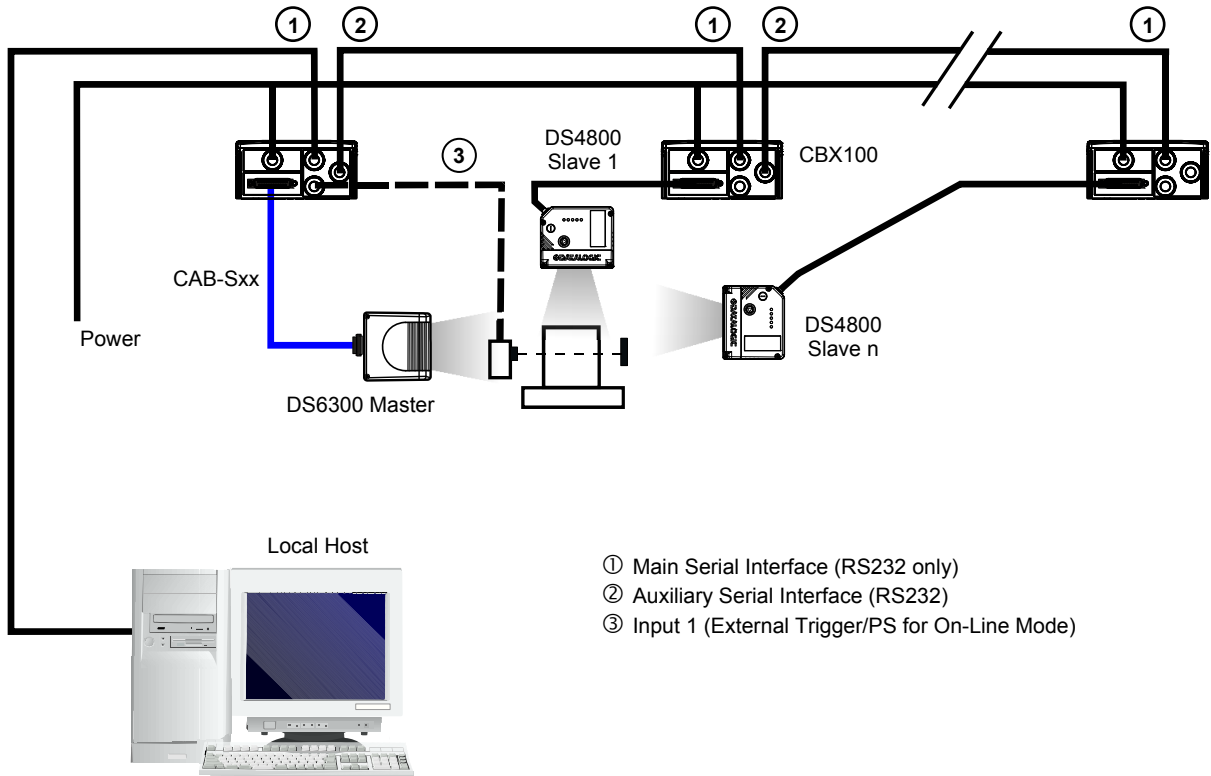 1
2
1
2
1
DS4800
Slave 1
CBX100
3
CAB-Sxx
DATALOGIC
DATALOGIC
Power
DS4800
Slave n
DS6300 Master
Local Host
① Main Serial Interface (RS232 only)
② Auxiliary Serial Interface (RS232)
③ Input 1 (External Trigger/PS for On-Line Mode)